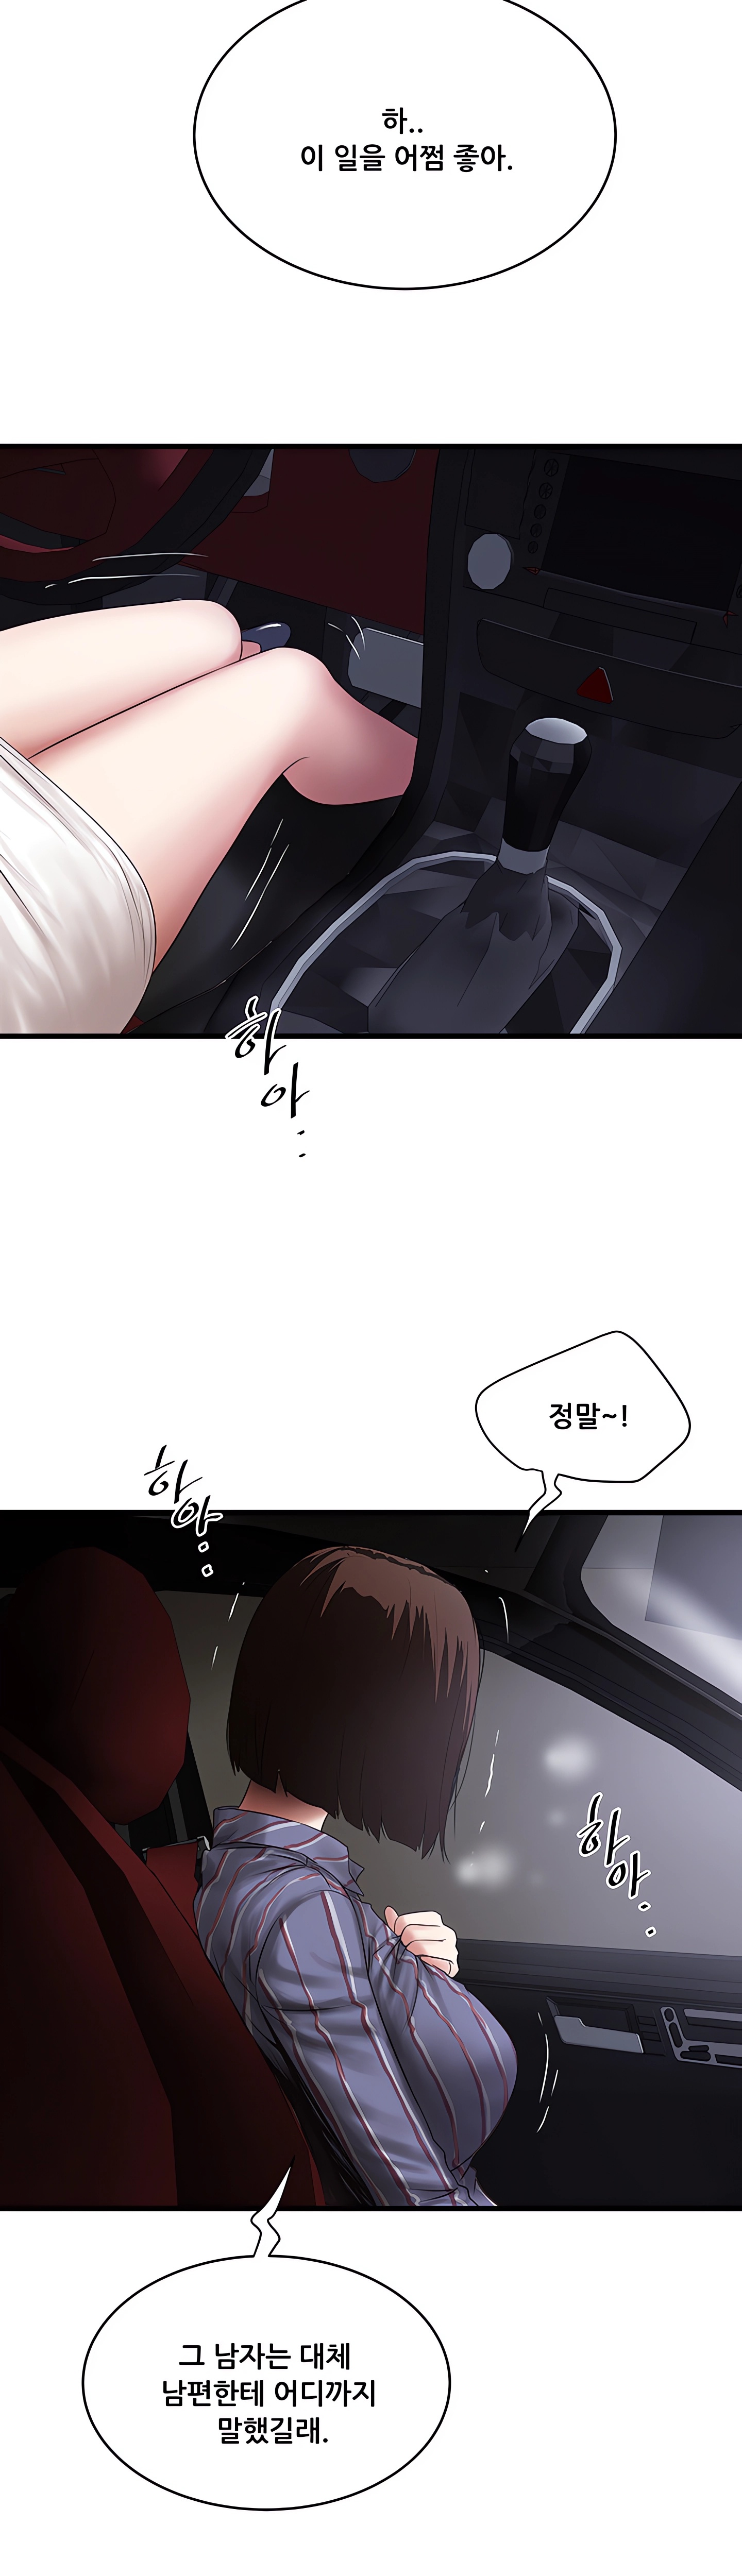 하..
이 일을 어쩜 좋아.
하
아
정말~!
하
아
하
아
그 남자는 대체
남편한테 어디까지
말했길래.